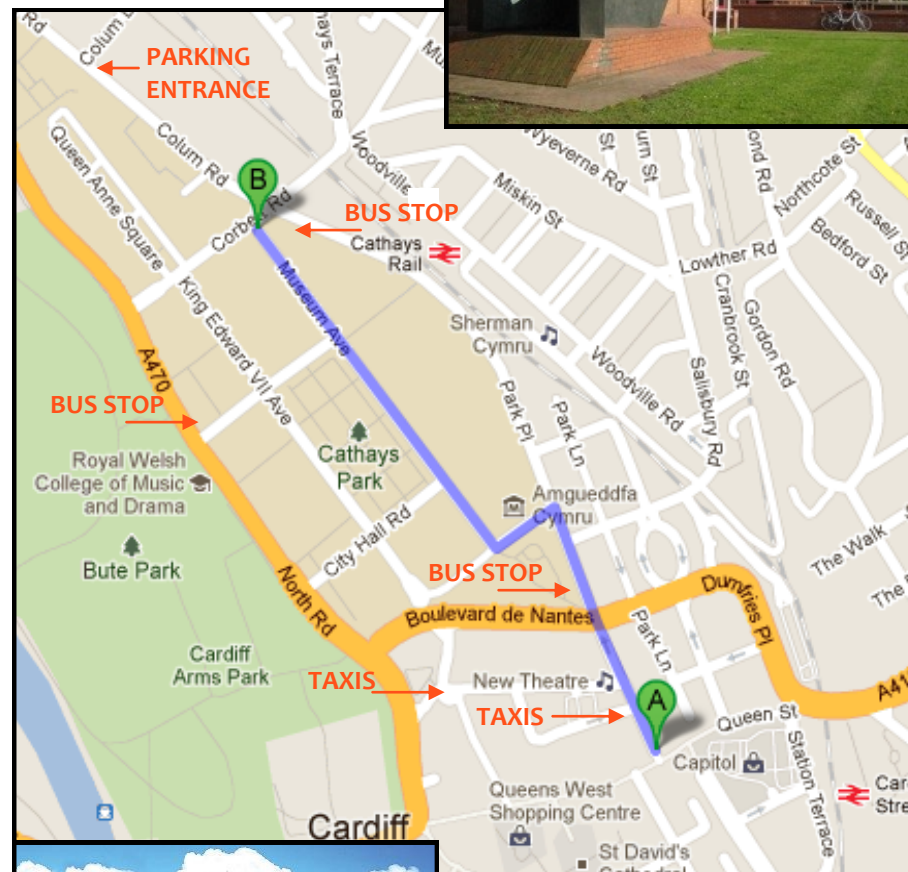 Rd
Colum
PARKING
ENTRANCE
Terrace
Queen Anne Square
Colum Rd
Woodville
Wyeverne Rd
St
St
Rd
Northcote St
Russell St
Bedford St
Miskin St
B
BUS STOP
Cathays
Rail
Lowther Rd
Cranbrook St
Gordon Rd
Salisbury Rd
Museum Ave
King Edward VII Ave
Sherman
Cymru
Woodville Rd
A470
Park Pl
Park Ln
BUS STOP
Cathays
Park
Royal Welsh
College of Music
and Drama
Amgueddfa
Cymru
City Hall Rd
The Walk
Bute Park
BUS STOP
The
North Rd
Boulevard de Nantes
Dumfries Pl
Park Ln
Cardiff
Arms Park
TAXIS
New Theatre
TAXIS
A
Queen St
Capitol
Station Terrace
Queens West
Shopping Centre
Cardiff
St David's